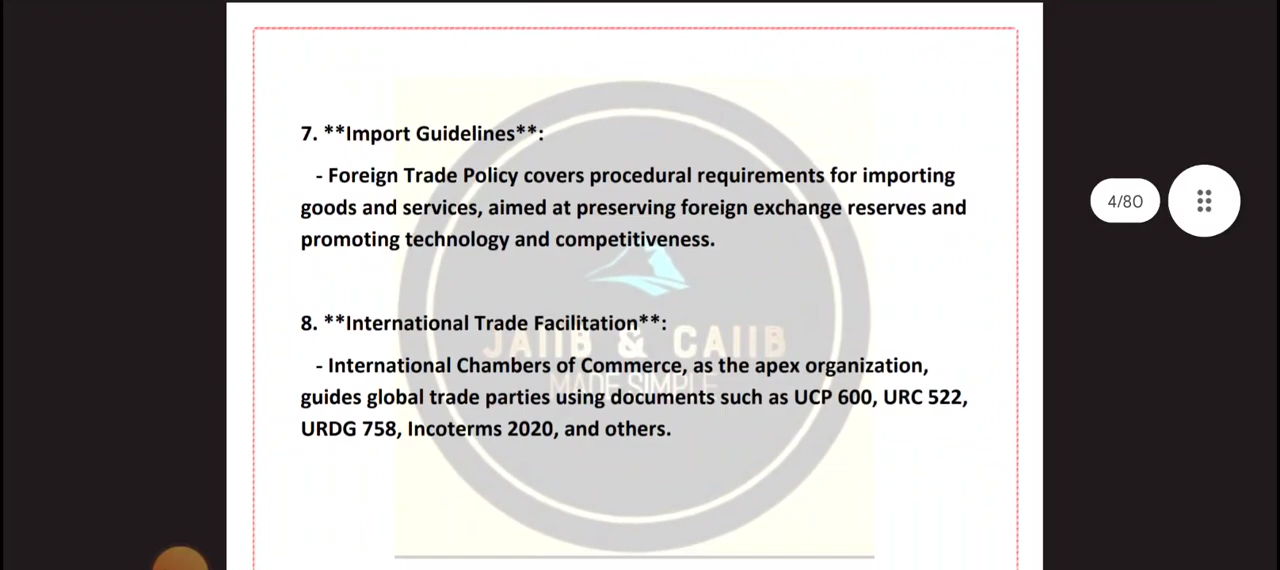 7. **Import Guidelines**:
- Foreign Trade Policy covers procedural requirements for importing
goods and services, aimed at preserving foreign exchange reserves and
promoting technology and competitiveness.
4/80
8. **International Trade Facilitation**:
JAIIB & CAIIB
- International Chambers of Commerce, as the apex organization,
MADE SIMPLE
guides global trade parties using documents such as UCP 600, URC 522,
URDG 758, Incoterms 2020, and others.